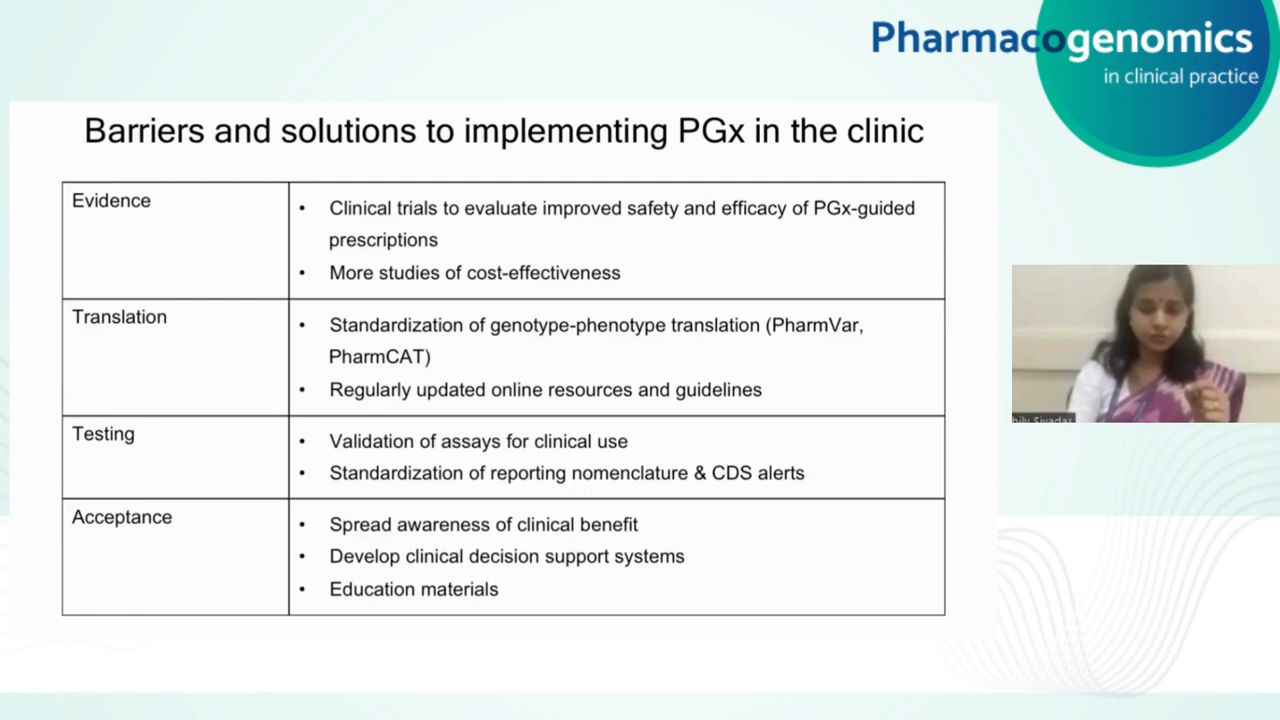 Pharmacogenomics
in clinical practice
Barriers and solutions to implementing PGx in the clinic
Evidence
• Clinical trials to evaluate improved safety and efficacy of PGx-guided
prescriptions
• More studies of cost-effectiveness
Translation
• Standardization of genotype-phenotype translation (PharmVar,
PharmCAT)
• Regularly updated online resources and guidelines
Testing
• Validation of assays for clinical use
• Standardization of reporting nomenclature & CDS alerts
Acceptance
• Spread awareness of clinical benefit
• Develop clinical decision support systems
• Education materials